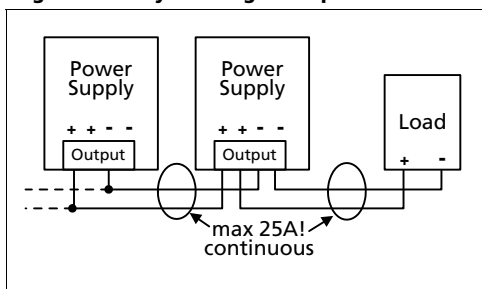 Power Supply
+ + - -
Output
Power Supply
+ + - -
Output
Load
+ -
max 25A!
continuous